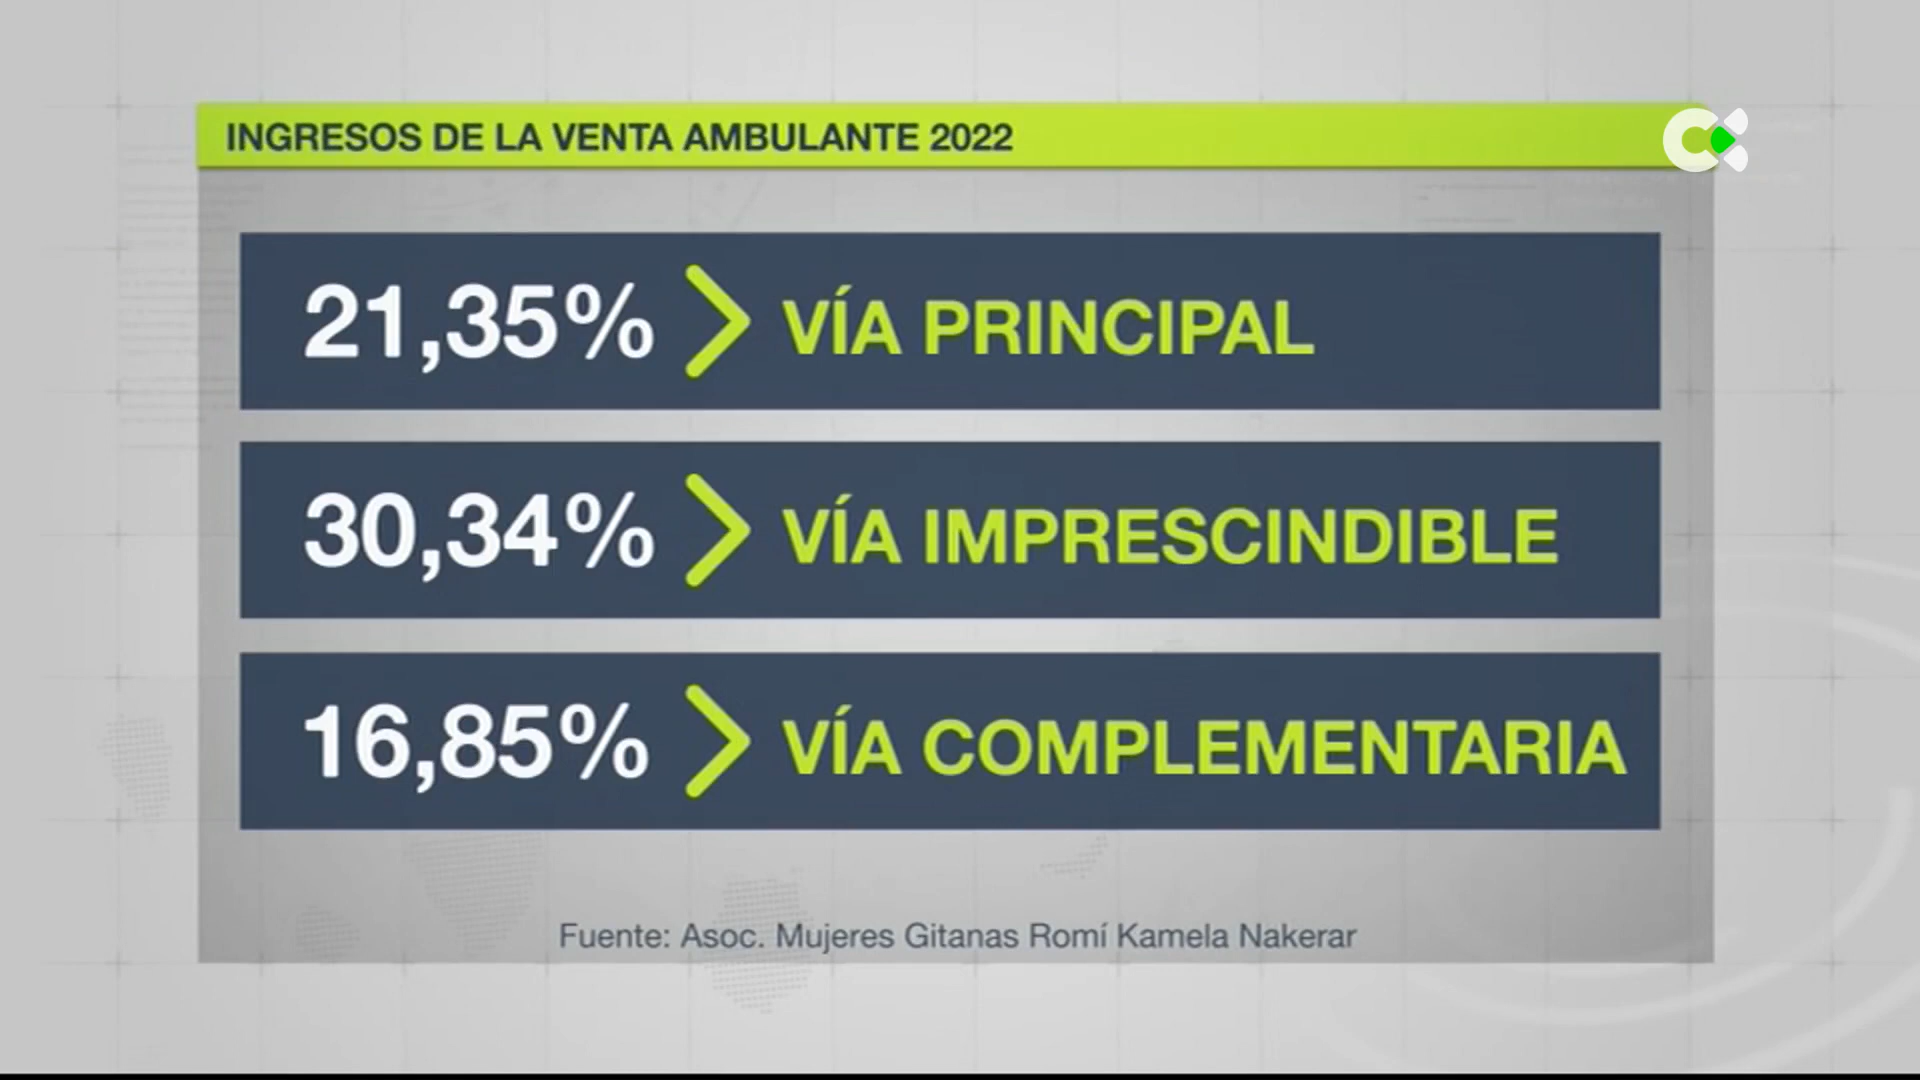 INGRESOS DE LA VENTA AMBULANTE 2022
21,35% VÍA PRINCIPAL
30,34% VÍA IMPRESCINDIBLE
16,85% VÍA COMPLEMENTARIA
Fuente: Asoc. Mujeres Gitanas Romí Kamela Nakerar